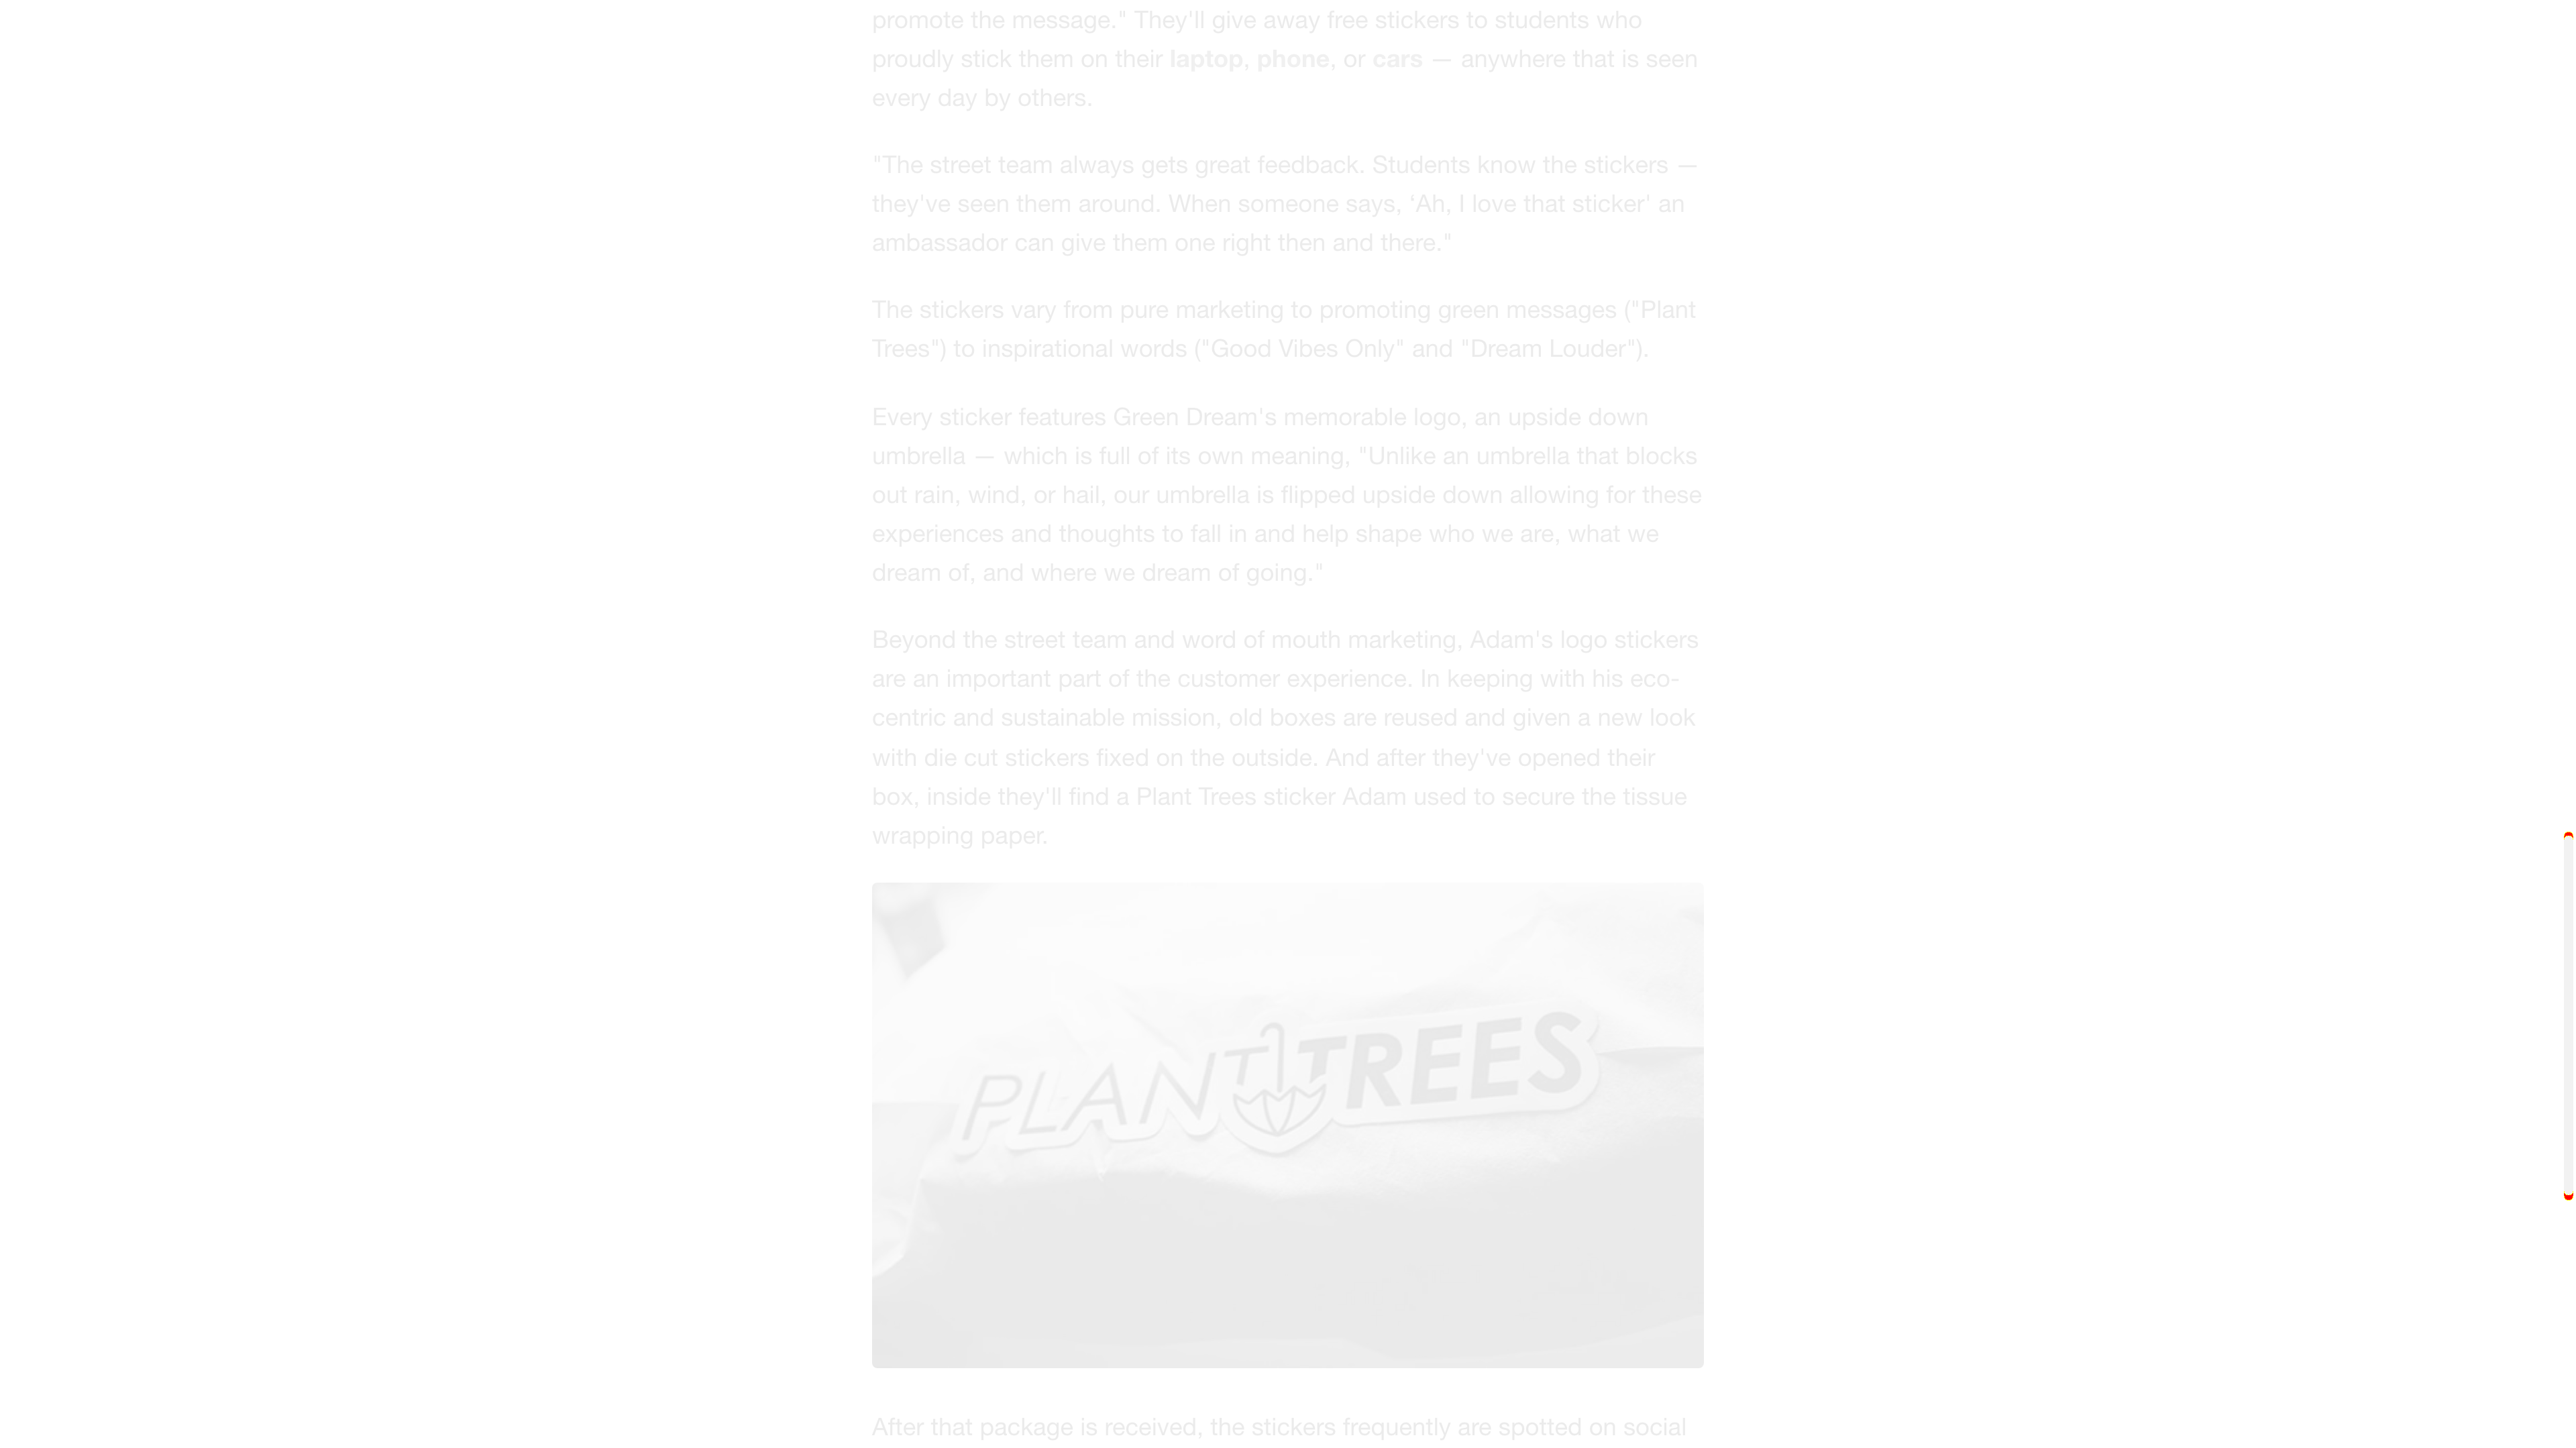 promote the message." They'll give away free stickers to students who
proudly stick them on their laptop, phone, or cars — anywhere that is seen
every day by others.
"The street team always gets great feedback. Students know the stickers —
they've seen them around. When someone says, ‘Ah, I love that sticker' an
ambassador can give them one right then and there."
The stickers vary from pure marketing to promoting green messages ("Plant
Trees") to inspirational words ("Good Vibes Only" and "Dream Louder").
Every sticker features Green Dream's memorable logo, an upside down
umbrella — which is full of its own meaning, "Unlike an umbrella that blocks
out rain, wind, or hail, our umbrella is flipped upside down allowing for these
experiences and thoughts to fall in and help shape who we are, what we
dream of, and where we dream of going."
Beyond the street team and word of mouth marketing, Adam's logo stickers
are an important part of the customer experience. In keeping with his eco-
centric and sustainable mission, old boxes are reused and given a new look
with die cut stickers fixed on the outside. And after they've opened their
box, inside they'll find a Plant Trees sticker Adam used to secure the tissue
wrapping paper.
PLANT TREES
After that package is received, the stickers frequently are spotted on social